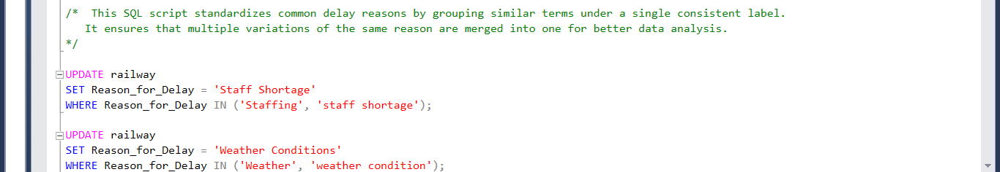 /*  This SQL script standardizes common delay reasons by grouping similar terms under a single consistent label.
   It ensures that multiple variations of the same reason are merged into one for better data analysis.
*/
UPDATE railway
SET Reason_for_Delay = 'Staff Shortage'
WHERE Reason_for_Delay IN ('Staffing', 'staff shortage');
UPDATE railway
SET Reason_for_Delay = 'Weather Conditions'
WHERE Reason_for_Delay IN ('Weather', 'weather condition');